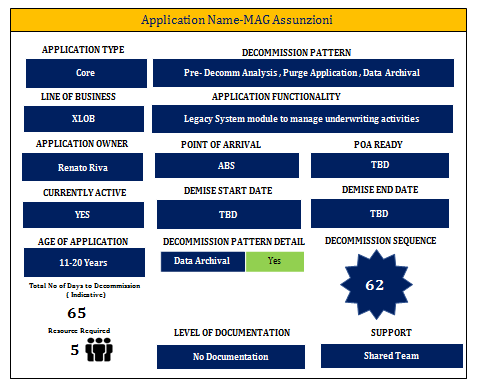 Application Name-MAG Assunzioni
APPLICATION TYPE
Core
DECOMMISSION PATTERN
Pre- Decomm Analysis , Purge Application , Data Archival
LINE OF BUSINESS
XLOB
APPLICATION FUNCTIONALITY
Legacy System module to manage underwriting activities
APPLICATION OWNER
Renato Riva
POINT OF ARRIVAL
ABS
POA READY
TBD
CURRENTLY ACTIVE
YES
DEMISE START DATE
TBD
DEMISE END DATE
TBD
AGE OF APPLICATION
11-20 Years
DECOMMISSION PATTERN DETAIL
Data Archival Yes
DECOMMISSION SEQUENCE
62
Total No of Days to Decommission
( Indicative)
65
Resource Required
5
LEVEL OF DOCUMENTATION
No Documentation
SUPPORT
Shared Team